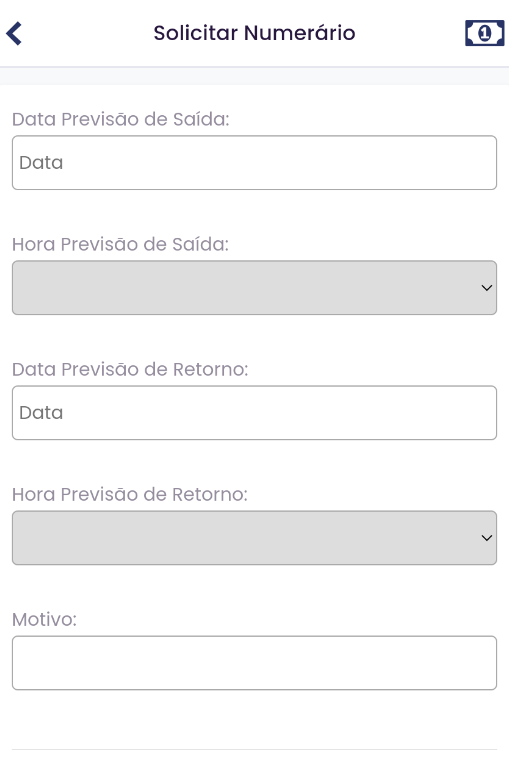 Solicitar Numerário
1
Data Previsão de Saída:
Data
Hora Previsão de Saída:
Data Previsão de Retorno:
Data
Hora Previsão de Retorno:
Motivo: